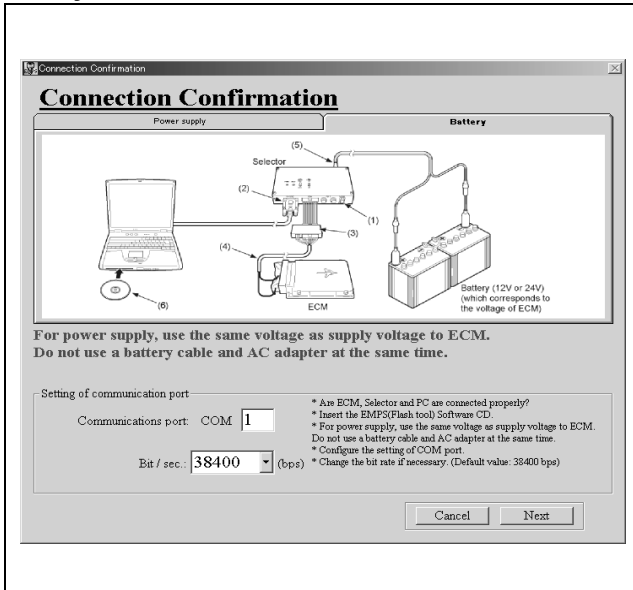 Connection Confirmation
Connection Confirmation
Power supply
Battery
(5)
Selector
(2)
(1)
(3)
(4)
(6)
ECM
Battery (12V or 24V)
(which corresponds to
the voltage of ECM)
For power supply, use the same voltage as supply voltage to ECM.
Do not use a battery cable and AC adapter at the same time.
Setting of communication port
Communications port: COM 1
Bit / sec.: 38400 (bps)
* Are ECM, Selector and PC are connected properly?
* Insert the EMPS(Flash tool) Software CD.
* For power supply, use the same voltage as supply voltage to ECM.
Do not use a battery cable and AC adapter at the same time.
* Configure the setting of COM port.
* Change the bit rate if necessary. (Default value: 38400 bps)
Cancel
Next